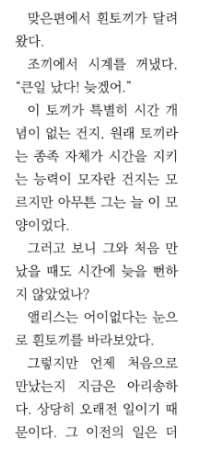 맞은편에서 흰토끼가 달려
왔다.
조끼에서 시계를 꺼냈다.
“큰일 났다! 늦겠어.”
이 토끼가 특별히 시간 개
념이 없는 건지, 원래 토끼라
는 종족 자체가 시간을 지키
는 능력이 모자란 건지는 모
르지만 아무튼 그는 늘 이 모
양이었다.
그러고 보니 그와 처음 만
났을 때도 시간에 늦을 뻔하
지 않았었나?
앨리스는 어이없다는 눈으
로 흰토끼를 바라보았다.
그렇지만 언제 처음으로
만났는지 지금은 아리송하
다. 상당히 오래전 일이기 때
문이다. 그 이전의 일은 더